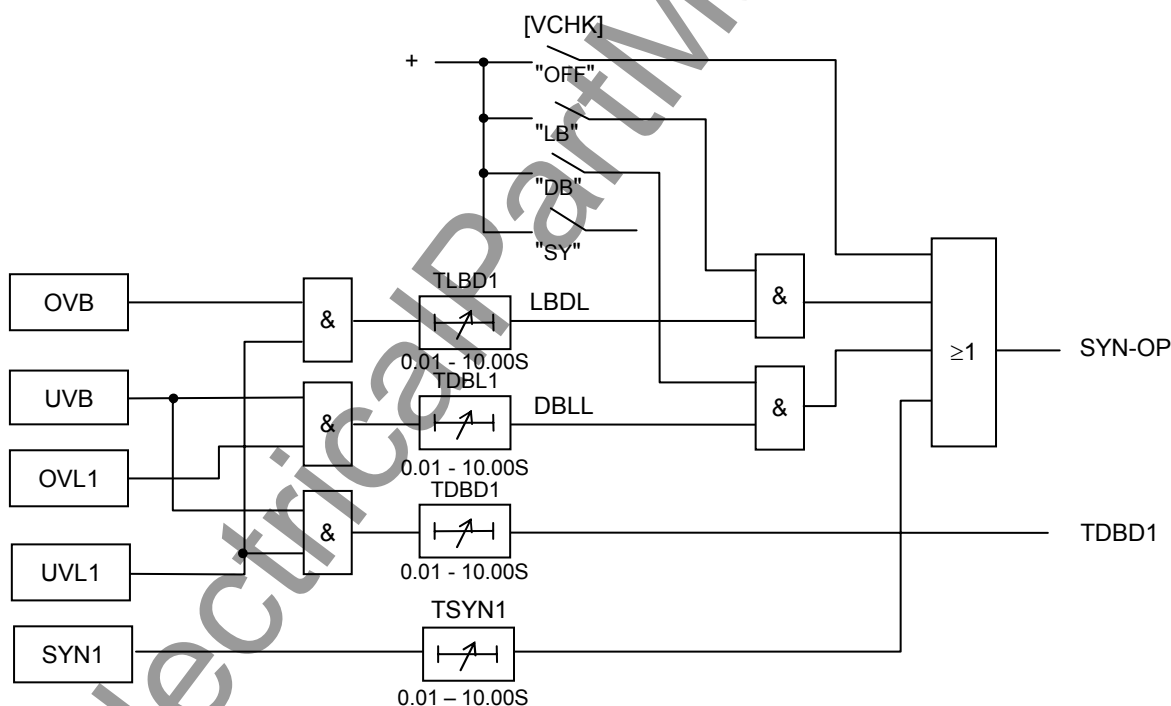 [VCHK]
+
"OFF"
"LB"
"DB"
"SY"
OVB
UVB
OVL1
UVL1
SYN1
&
&
&
TLBD1
0.01 - 10.00S
TDBL1
0.01 - 10.00S
TDBD1
0.01 - 10.00S
TSYN1
0.01 – 10.00S
LBDL
DBLL
&
&
≥1
SYN-OP
TDBD1
lectricalPartM